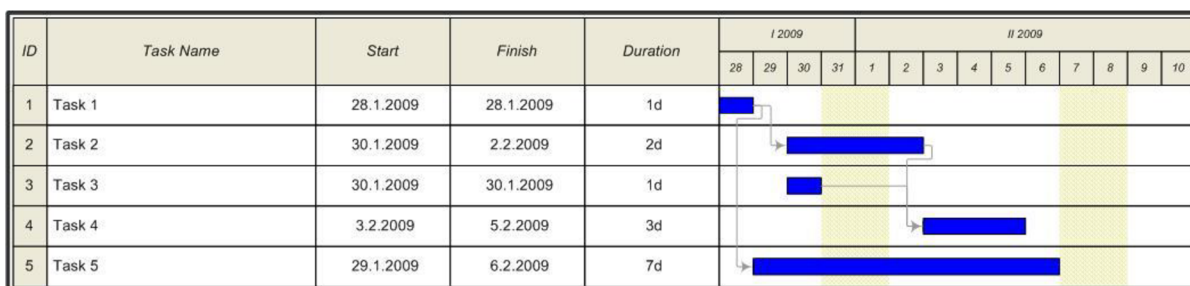 ID Task Name Start Finish Duration I 2009 II 2009
28 29 30 31 1 2 3 4 5 6 7 8 9 10
1 Task 1 28.1.2009 28.1.2009 1d
2 Task 2 30.1.2009 2.2.2009 2d
3 Task 3 30.1.2009 30.1.2009 1d
4 Task 4 3.2.2009 5.2.2009 3d
5 Task 5 29.1.2009 6.2.2009 7d